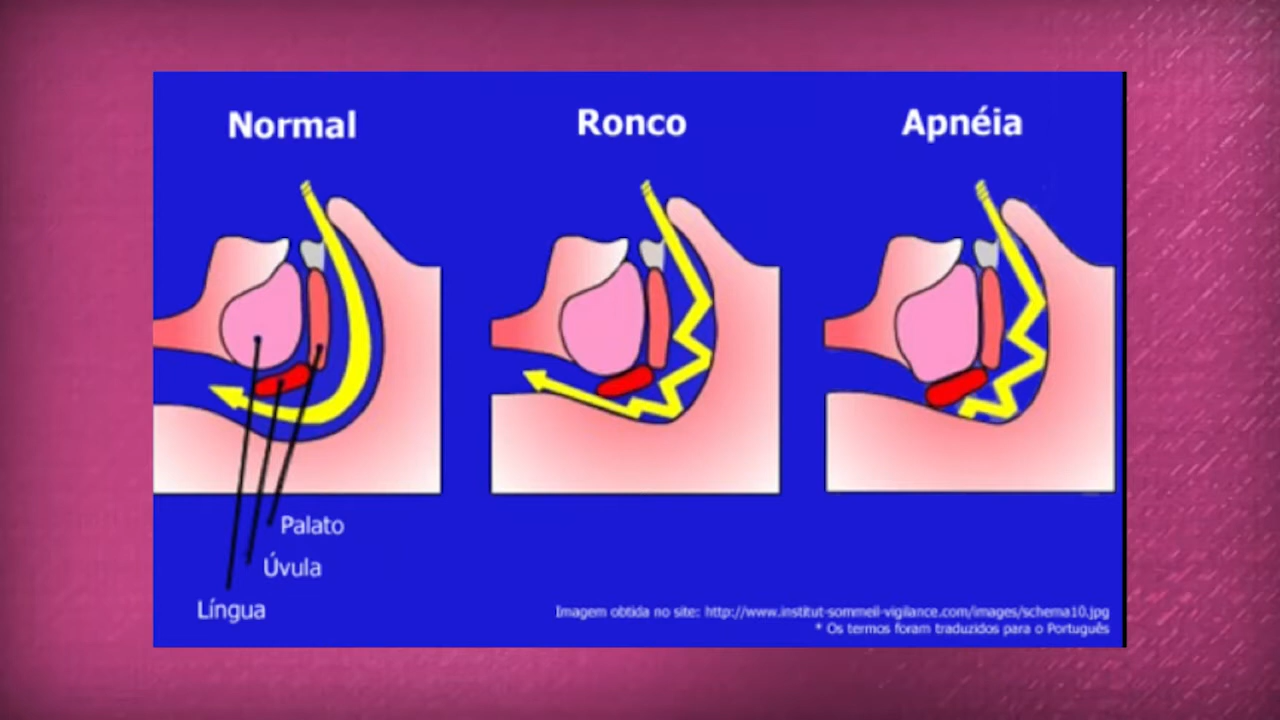 Normal
Ronco
Apnéia
Palato
Úvula
Língua
Imagem obtida no site: http://www.institut-sommeil-vigilance.com/images/schema10.jpg
* Os termos foram traduzidos para o Português